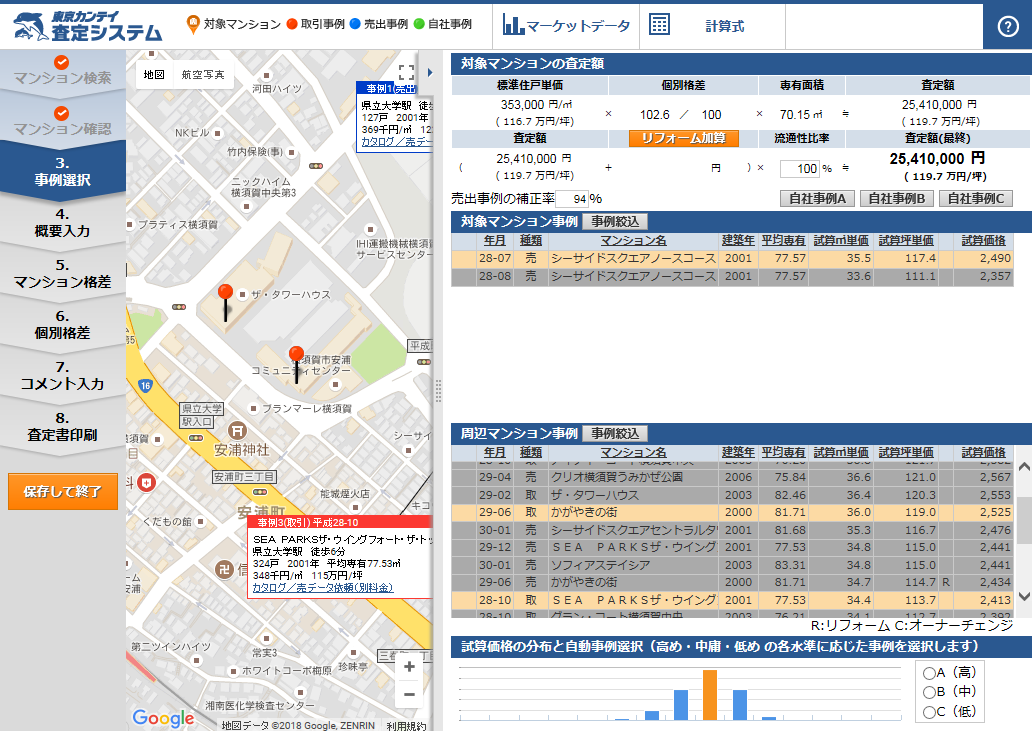 東京カンテイ
査定システム
対象マンション 取引事例 売出事例 自社事例
マーケットデータ
計算式
?
マンション検索
マンション確認
3.
事例選択
4.
概要入力
5.
マンション格差
6.
個別格差
7.
コメント入力
8.
査定書印刷
保存して終了
地図 航空写真
河田ハイツ
NKビル
竹内保険(事)
ニックハイム
横須賀中央第3
プラティス横須賀
IHI運搬機械横須
サービスセンター
ザ・タワーハウス
須賀市安浦
コミュニティセンター
平成
16
県立大学
駅入口
ブランマーレ横須賀
安浦神社
シーサイ
安浦町三丁目
能城煙火店
キコ
くだもの館
安浦町
事例1(売出
県立大学駅 徒歩
127戸 2001年
369千円/㎡ 12
カタログ/売デー
事例3(取引) 平成28-10
SEA PARKSザ・ウイングフォート・ザ・トッ
県立大学駅 徒歩6分
324戸 2001年 平均専有77.53㎡
348千円/㎡ 115万円/坪
カタログ/売データ依頼(別料金)
第二ツインハイツ
常実3
ホワイトコーポ梅原
珍味亭
湘南医化学検査センター
+
−
Google
地図データ ©2018 Google, ZENRIN 利用規約
対象マンションの査定額
標準住戸単価 個別格差 専有面積 査定額
353,000 円/㎡ × 102.6 / 100 × 70.15 ㎡ ≒ 25,410,000 円
( 116.7 万円/坪) ( 119.7 万円/坪)
査定額 リフォーム加算 流通性比率 査定額(最終)
( 25,410,000 円 + 円 ) × 100 % ≒ 25,410,000 円
( 119.7 万円/坪) ( 119.7 万円/坪)
売出事例の補正率 94 % 自社事例A 自社事例B 自社事例C
対象マンション事例 事例絞込
年月 種類 マンション名 建築年 平均専有 試算㎡単価 試算坪単価 試算価格
28-07 売 シーサイドスクエアノースコース 2001 77.57 35.5 117.4 2,490
28-08 売 シーサイドスクエアノースコース 2001 77.57 33.6 111.1 2,357
周辺マンション事例 事例絞込
年月 種類 マンション名 建築年 平均専有 試算㎡単価 試算坪単価 試算価格
29-04 売 クリオ横須賀うみかぜ公園 2006 75.84 36.6 121.0 2,567
29-02 取 ザ・タワーハウス 2003 82.46 36.4 120.3 2,553
29-06 取 かがやきの街 2000 81.71 36.0 119.0 2,525
30-01 売 シーサイドスクエアセントラルタワ 2001 81.68 35.3 116.7 2,476
29-12 売 SEA PARKSザ・ウイング 2001 77.53 34.8 115.0 2,441
30-01 売 ソフィアステイシア 2003 83.31 34.8 115.0 2,441
29-06 売 かがやきの街 2000 81.71 34.7 114.7 R 2,434
28-10 取 SEA PARKSザ・ウイング 2001 77.53 34.4 113.7 2,413
28-10 取 グラン・コート横須賀中央 2003 76.21 34.1 112.7 2,392
R:リフォーム C:オーナーチェンジ
試算価格の分布と自動事例選択（高め・中庸・低め の各水準に応じた事例を選択します）
A（高）
B（中）
C（低）